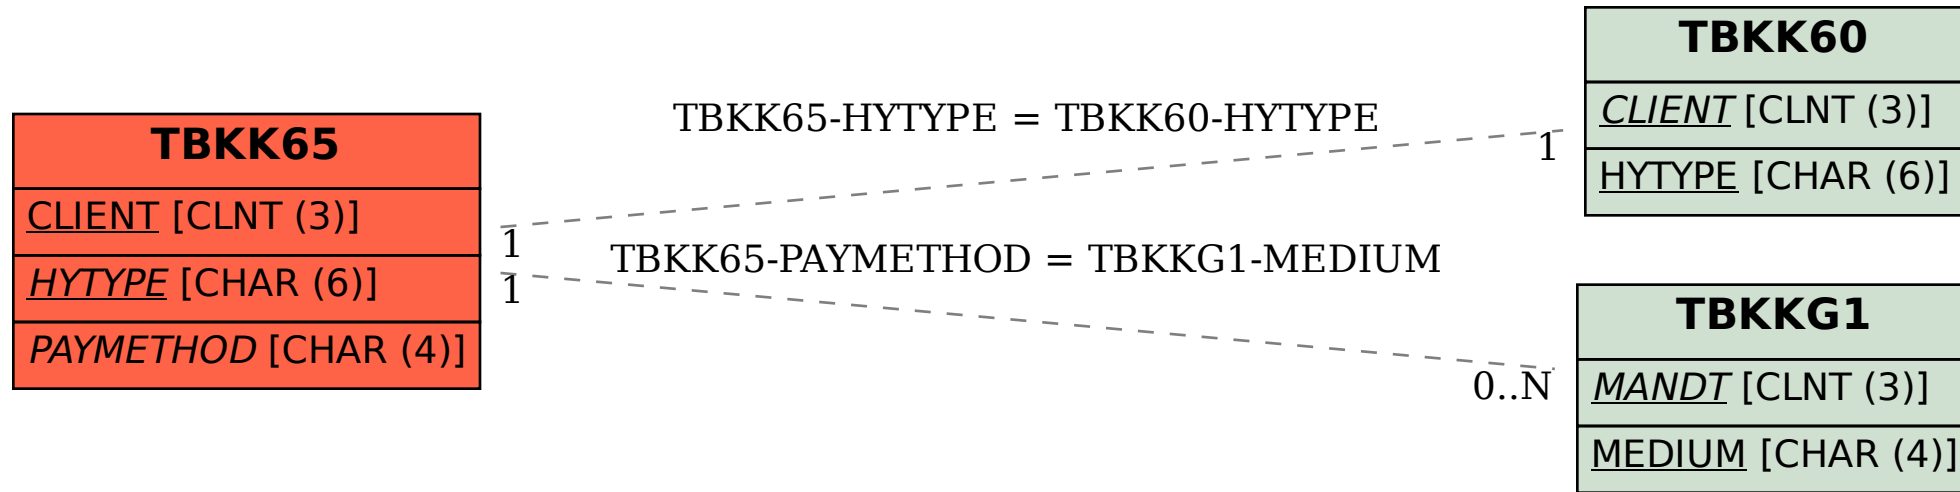 TBKK65
CLIENT [CLNT (3)]
HYTYPE [CHAR (6)]
PAYMETHOD [CHAR (4)]
TBKK65-HYTYPE = TBKK60-HYTYPE
1
1
TBKK65-PAYMETHOD = TBKKG1-MEDIUM
1
0..N
TBKK60
CLIENT [CLNT (3)]
HYTYPE [CHAR (6)]
TBKKG1
MANDT [CLNT (3)]
MEDIUM [CHAR (4)]